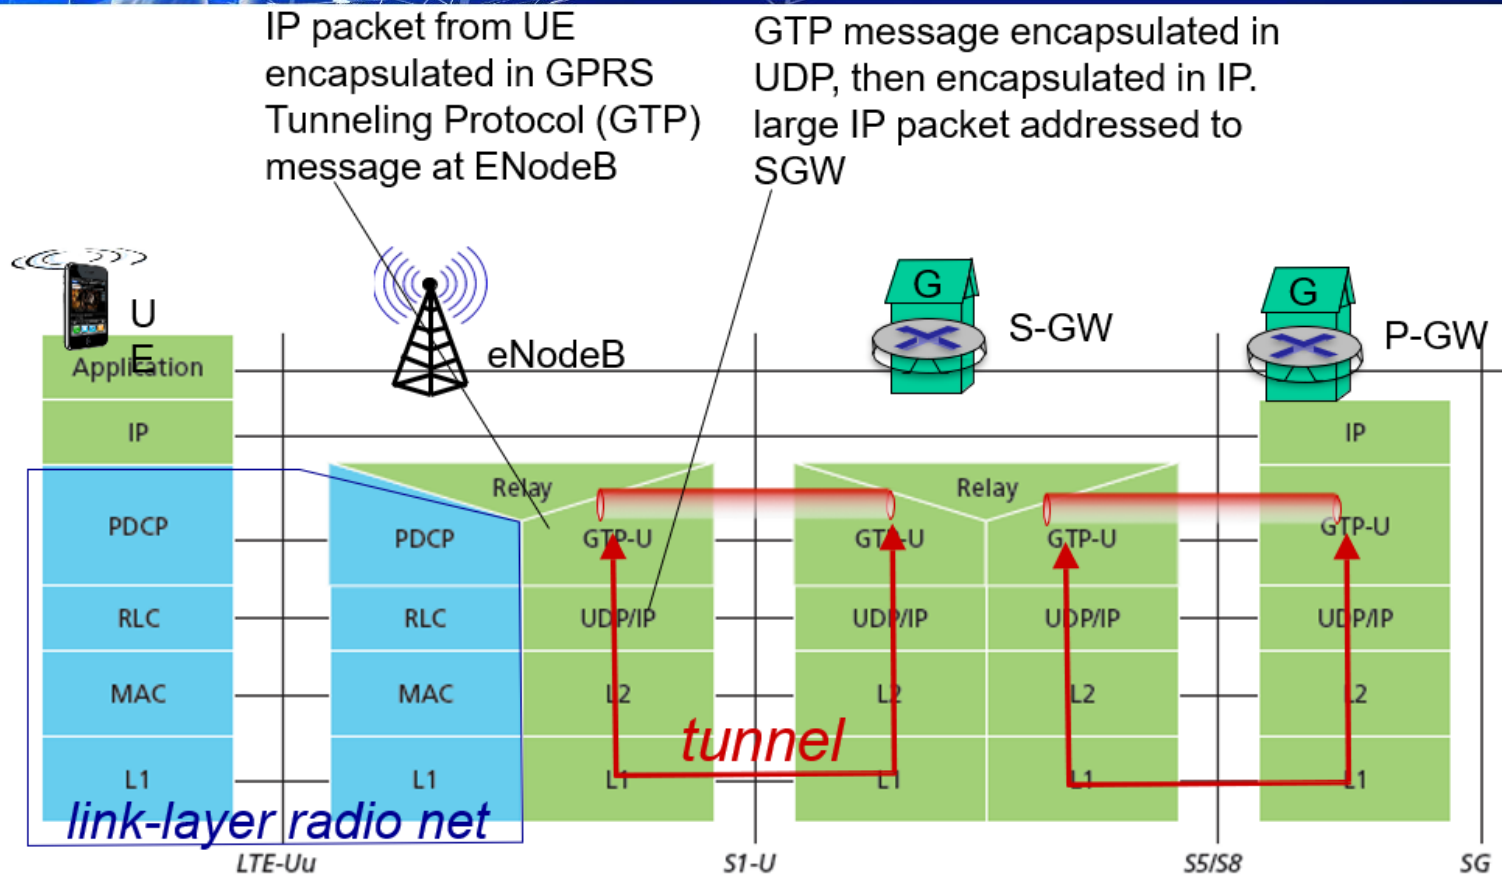 IP packet from UE
encapsulated in GPRS
Tunneling Protocol (GTP)
message at ENodeB
GTP message encapsulated in
UDP, then encapsulated in IP.
large IP packet addressed to
SGW
U
E
eNodeB
G
S-GW
G
P-GW
Application
IP
PDCP
RLC
MAC
L1
Relay
PDCP
RLC
MAC
L1
GTP-U
UDP/IP
L2
L1
Relay
GTP-U
UDP/IP
L2
L1
GTP-U
UDP/IP
L2
L1
IP
GTP-U
UDP/IP
L2
L1
tunnel
link-layer radio net
LTE-Uu
S1-U
S5/S8
SG